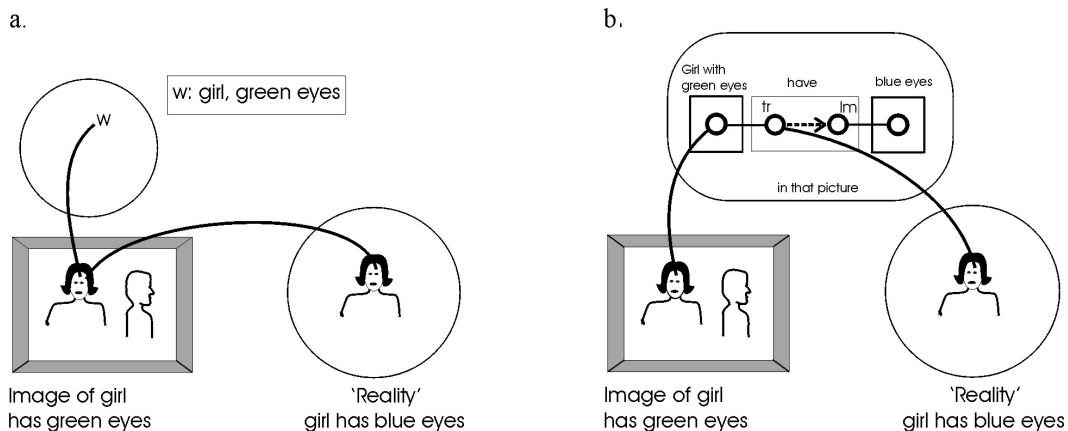 a.
w
w: girl, green eyes
Image of girl
has green eyes
'Reality'
girl has blue eyes
b.
Girl with
green eyes
have
blue eyes
tr
lm
in that picture
Image of girl
has green eyes
'Reality'
girl has blue eyes